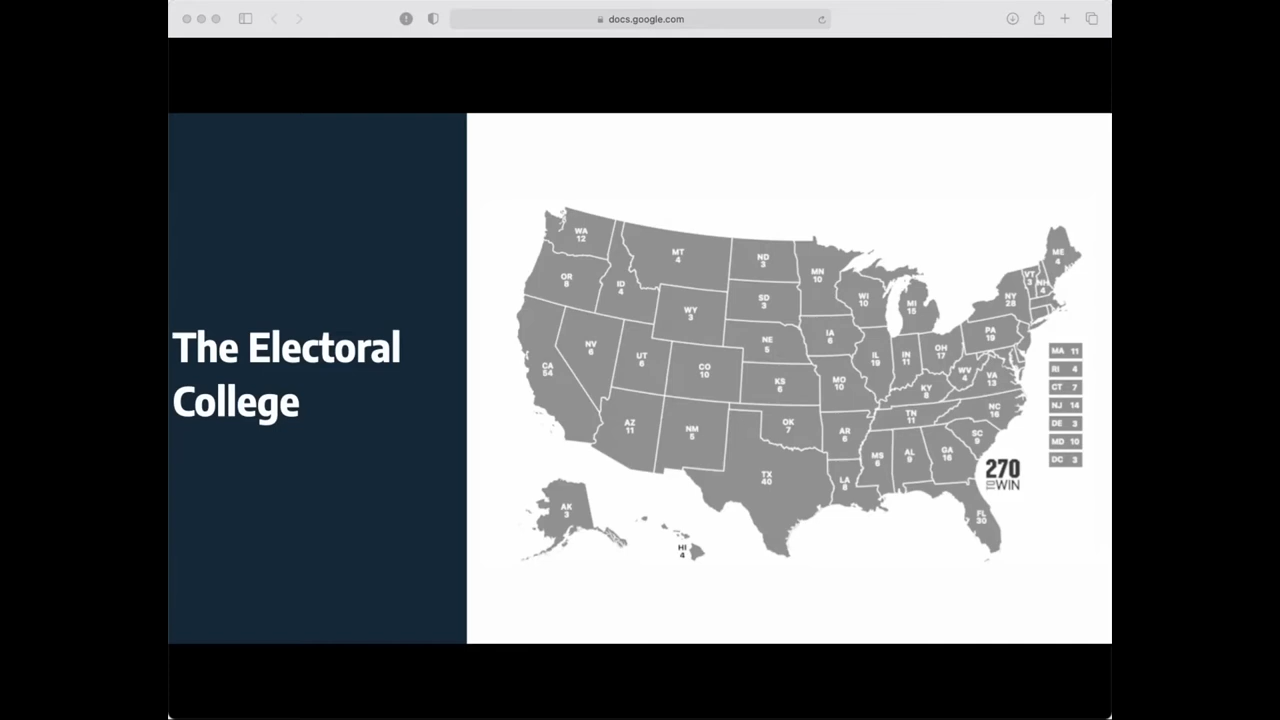 docs.google.com
The Electoral
College
WA
12
OR
8
CA
54
NV
6
ID
4
MT
4
WY
3
UT
6
AZ
11
CO
10
NM
5
ND
3
SD
3
NE
5
KS
6
OK
7
TX
40
MN
10
IA
6
MO
10
AR
6
LA
8
WI
10
IL
19
MI
15
IN
11
OH
17
KY
8
TN
11
MS
6
AL
9
GA
16
FL
30
SC
9
NC
16
VA
13
WV
4
PA
19
NY
28
VT
3
NH
4
ME
4
MA 11
RI 4
CT 7
NJ 14
DE 3
MD 10
DC 3
AK
3
HI
4
270
TO WIN